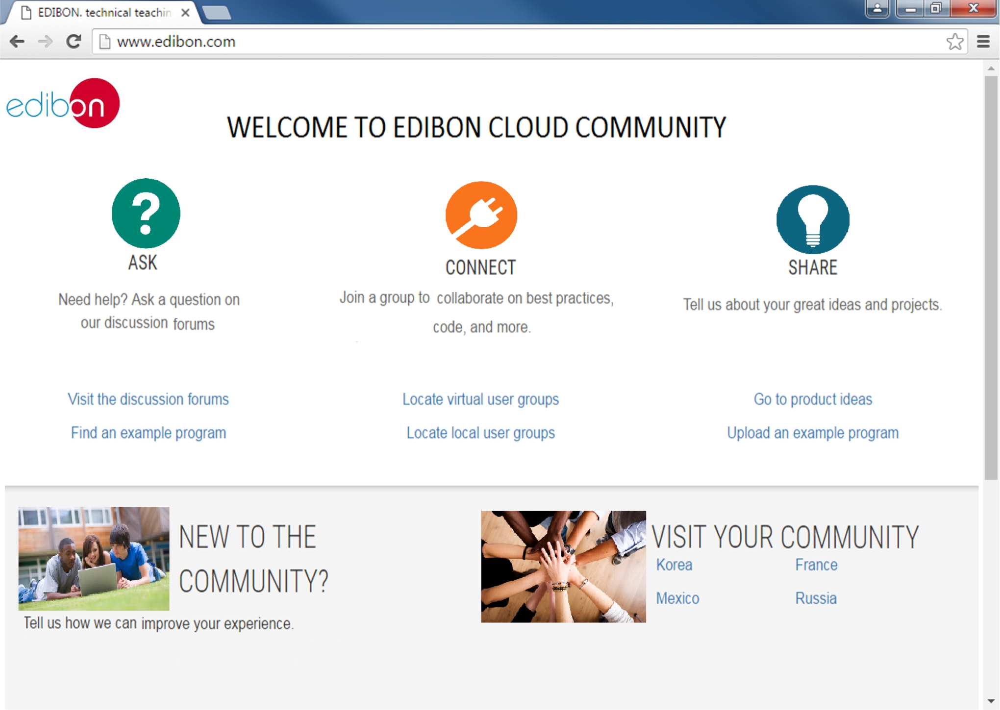 EDIBON. technical teachin
www.edibon.com
edibon
WELCOME TO EDIBON CLOUD COMMUNITY
ASK
Need help? Ask a question on
our discussion forums
Visit the discussion forums
Find an example program
CONNECT
Join a group to collaborate on best practices,
code, and more.
Locate virtual user groups
Locate local user groups
SHARE
Tell us about your great ideas and projects.
Go to product ideas
Upload an example program
NEW TO THE
COMMUNITY?
Tell us how we can improve your experience.
VISIT YOUR COMMUNITY
Korea France
Mexico Russia